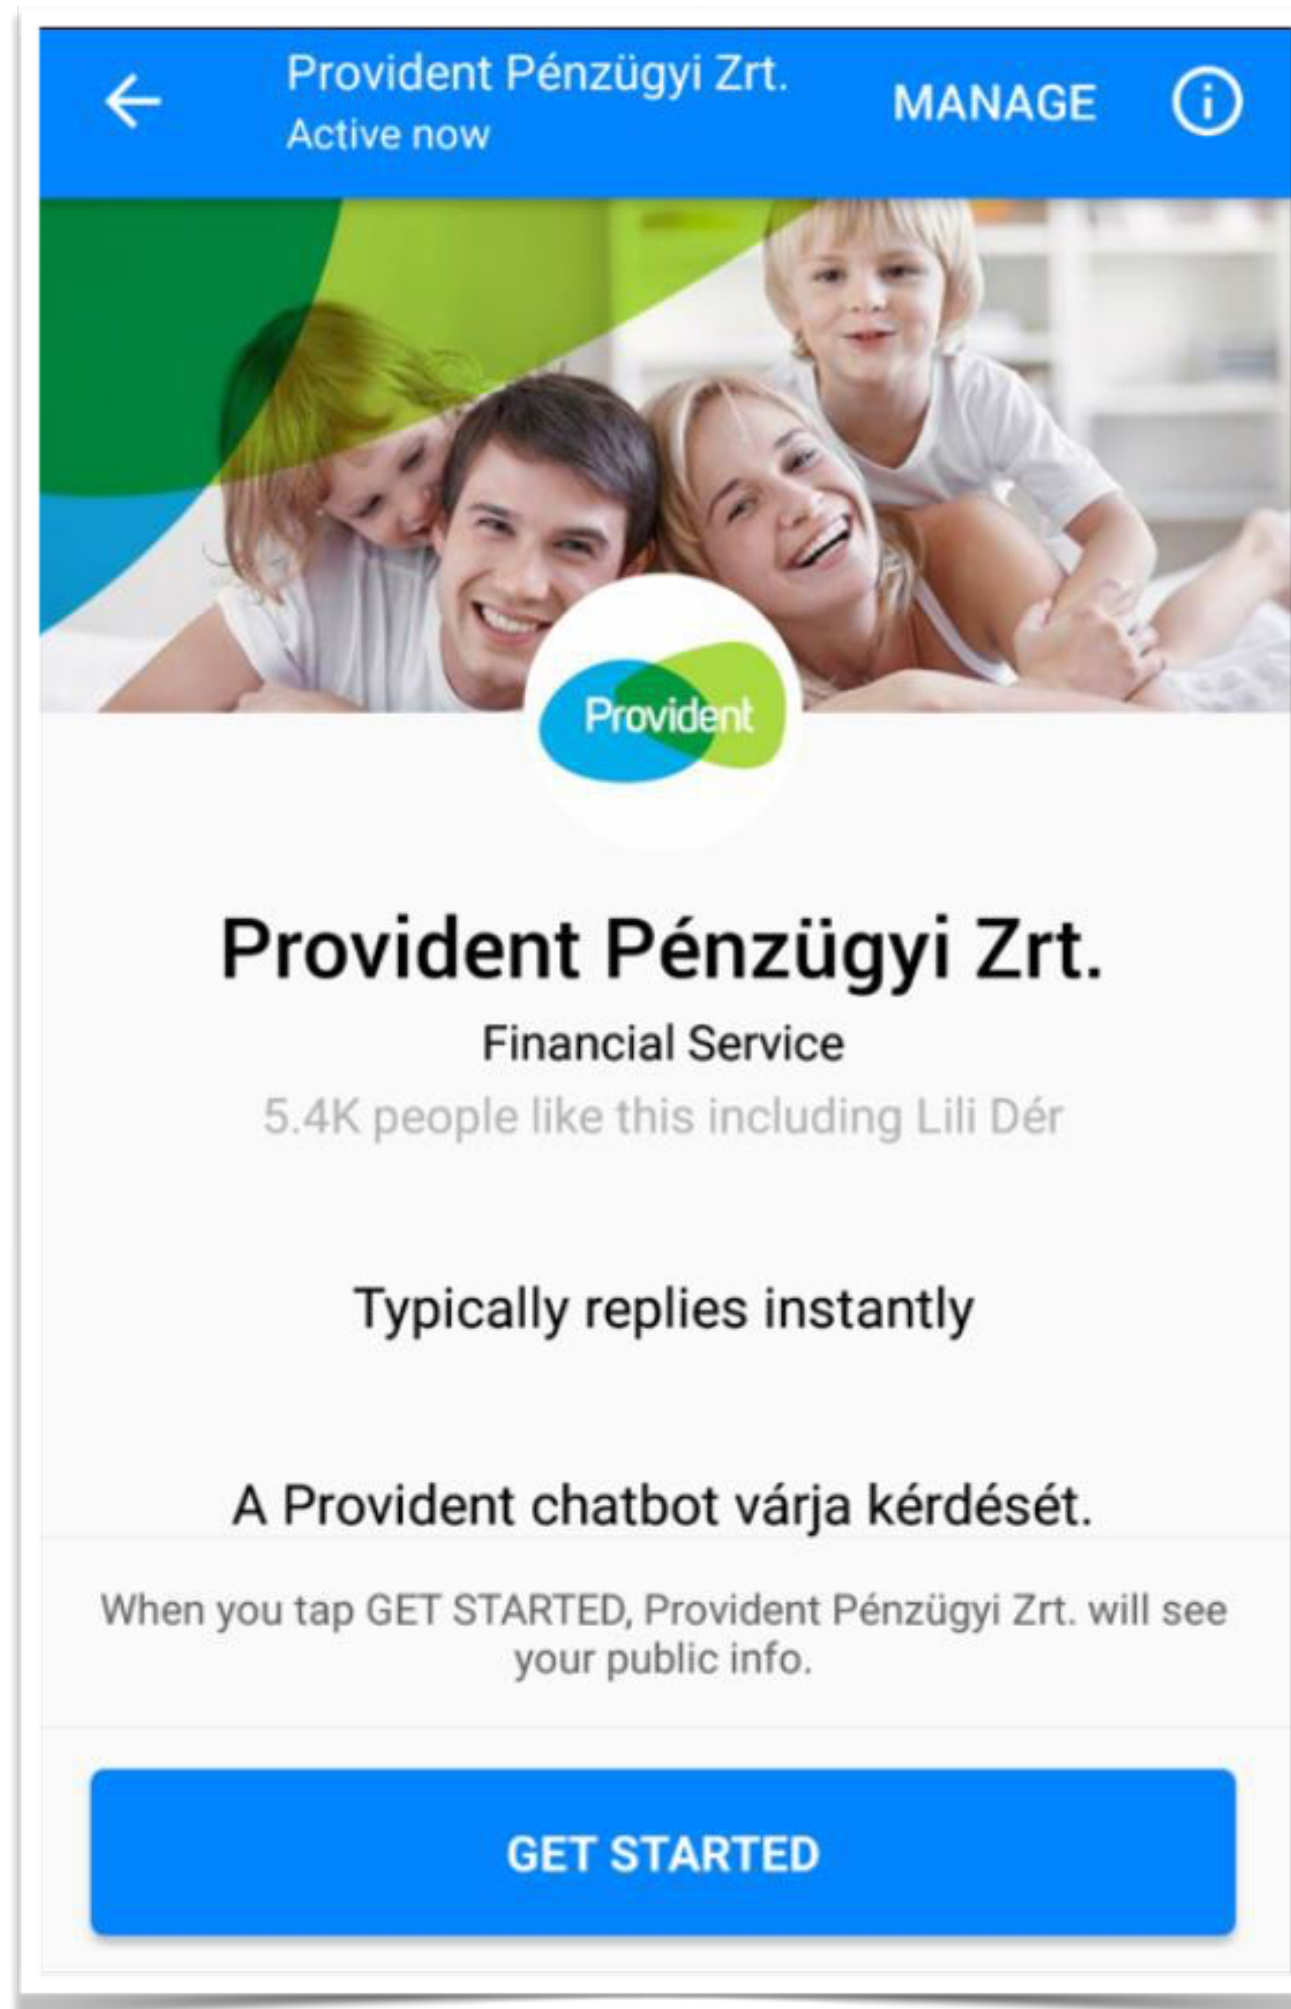 Provident Pénzügyi Zrt.
Active now
MANAGE
Provident
Provident Pénzügyi Zrt.
Financial Service
5.4K people like this including Lili Dér
Typically replies instantly
A Provident chatbot várja kérdését.
When you tap GET STARTED, Provident Pénzügyi Zrt. will see
your public info.
GET STARTED